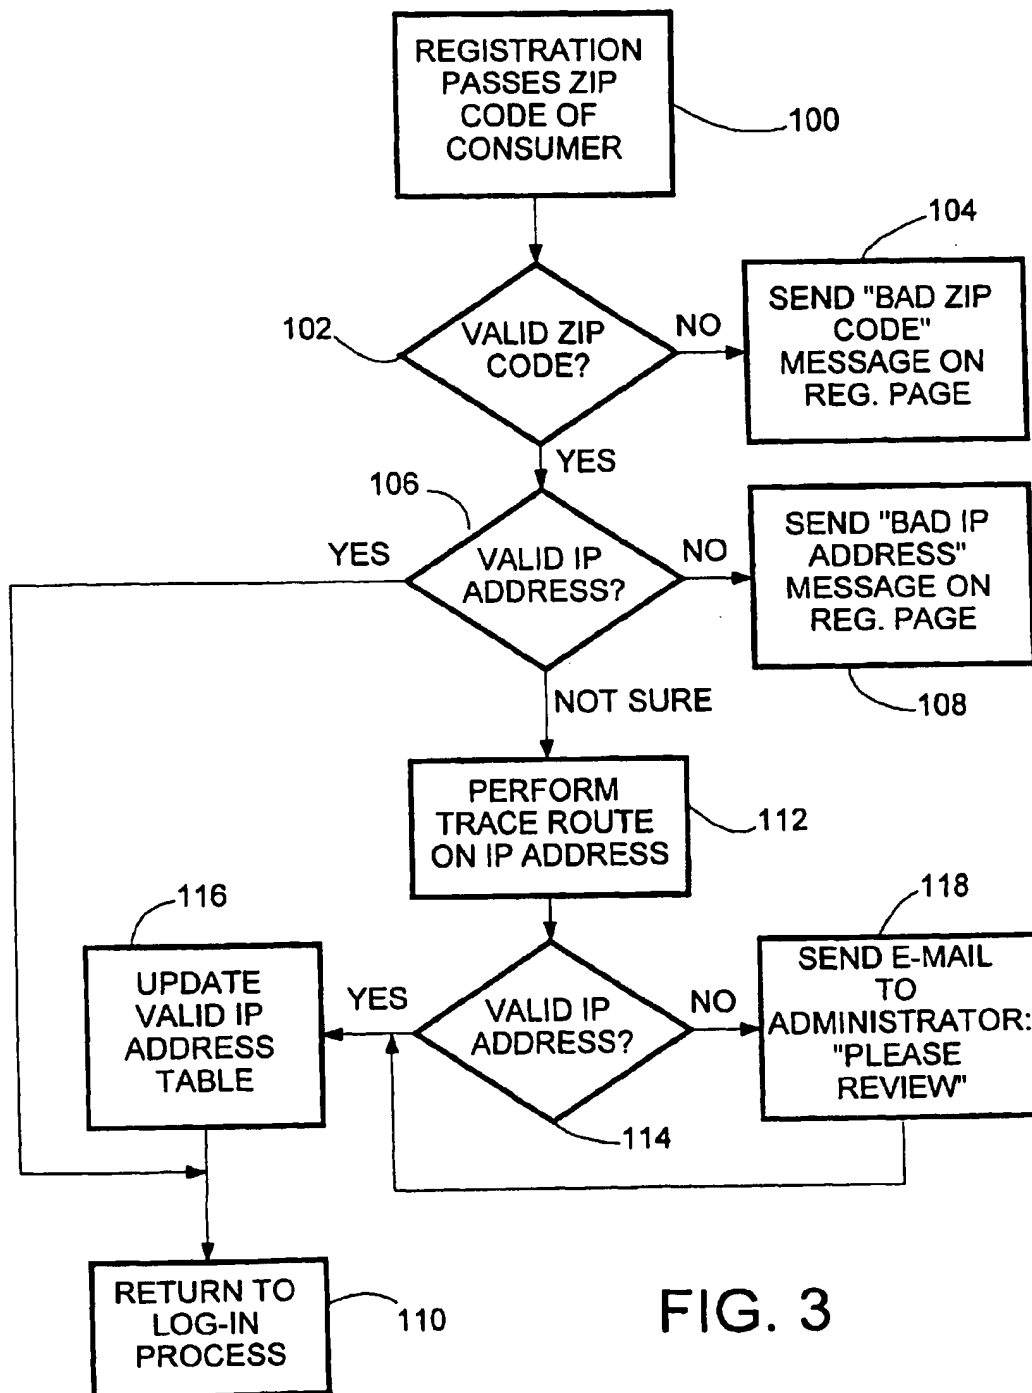 REGISTRATION
PASSES ZIP
CODE OF
CONSUMER
100
104
102
VALID ZIP
CODE?
NO
SEND "BAD ZIP
CODE"
MESSAGE ON
REG. PAGE
YES
106
YES
VALID IP
ADDRESS?
NO
SEND "BAD IP
ADDRESS"
MESSAGE ON
REG. PAGE
108
NOT SURE
PERFORM
TRACE ROUTE
ON IP ADDRESS
112
116
118
UPDATE
VALID IP
ADDRESS
TABLE
YES
VALID IP
ADDRESS?
NO
SEND E-MAIL
TO
ADMINISTRATOR:
"PLEASE
REVIEW"
114
RETURN TO
LOG-IN
PROCESS
110
FIG. 3